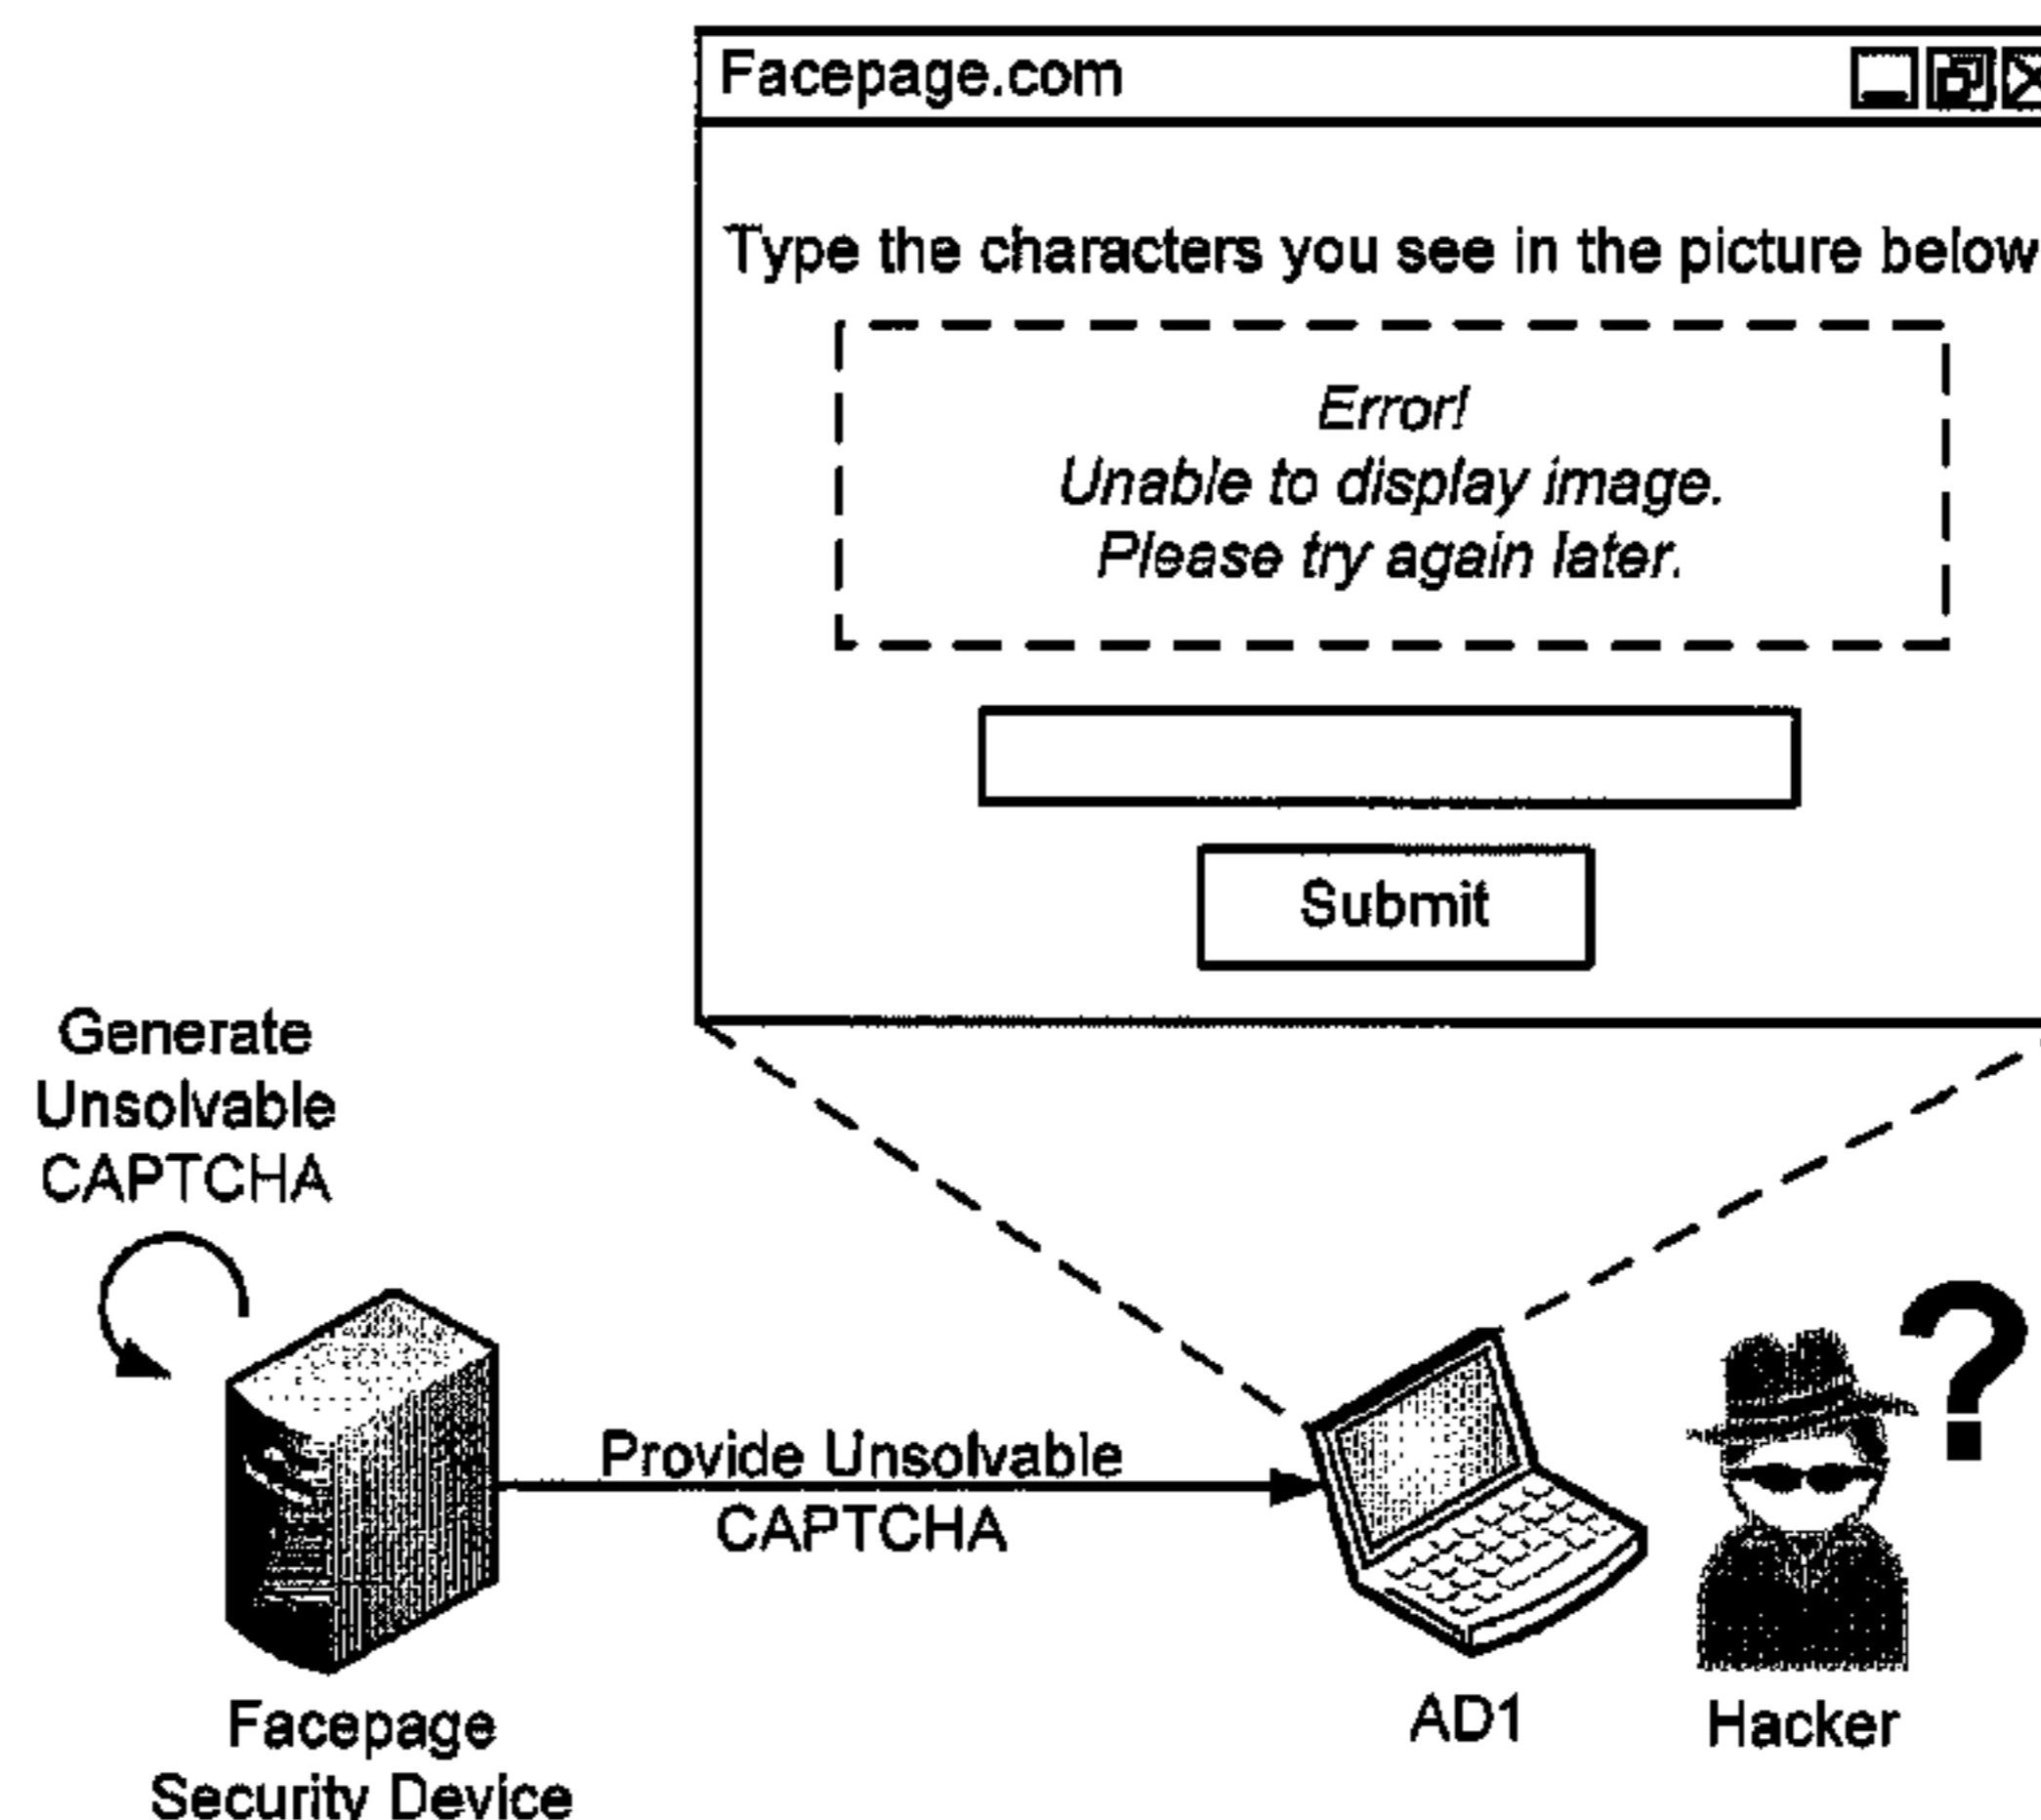 Facepage.com
Type the characters you see in the picture below
Error!
Unable to display image.
Please try again later.
Submit
Generate
Unsolvable
CAPTCHA
Provide Unsolvable
CAPTCHA
?
Facepage
Security Device
AD1
Hacker